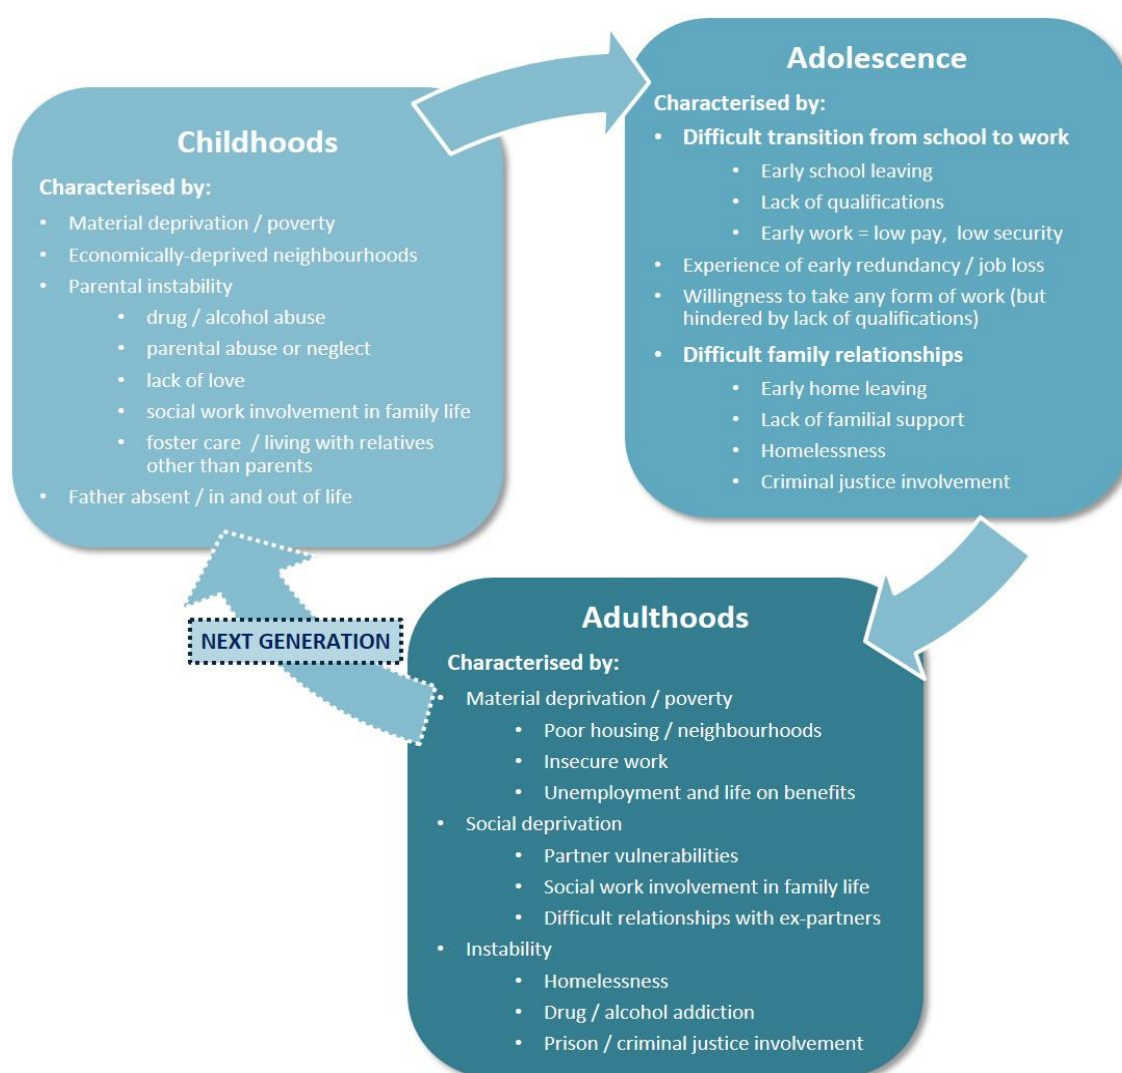 Childhoods
Characterised by:
• Material deprivation / poverty
• Economically-deprived neighbourhoods
• Parental instability
• drug / alcohol abuse
• parental abuse or neglect
• lack of love
• social work involvement in family life
• foster care / living with relatives
other than parents
• Father absent / in and out of life
Adolescence
Characterised by:
• Difficult transition from school to work
• Early school leaving
• Lack of qualifications
• Early work = low pay, low security
• Experience of early redundancy / job loss
• Willingness to take any form of work (but
hindered by lack of qualifications)
• Difficult family relationships
• Early home leaving
• Lack of familial support
• Homelessness
• Criminal justice involvement
Adulthoods
Characterised by:
• Material deprivation / poverty
• Poor housing / neighbourhoods
• Insecure work
• Unemployment and life on benefits
• Social deprivation
• Partner vulnerabilities
• Social work involvement in family life
• Difficult relationships with ex-partners
• Instability
• Homelessness
• Drug / alcohol addiction
• Prison / criminal justice involvement
NEXT GENERATION